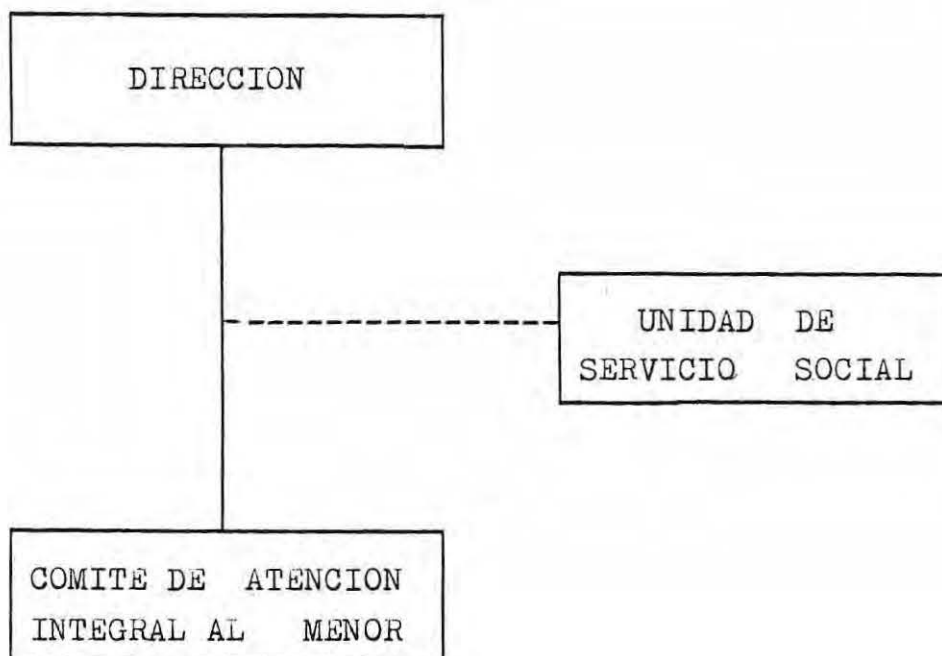 DIRECCION
UNIDAD DE
SERVICIO SOCIAL
COMITE DE ATENCION
INTEGRAL AL MENOR